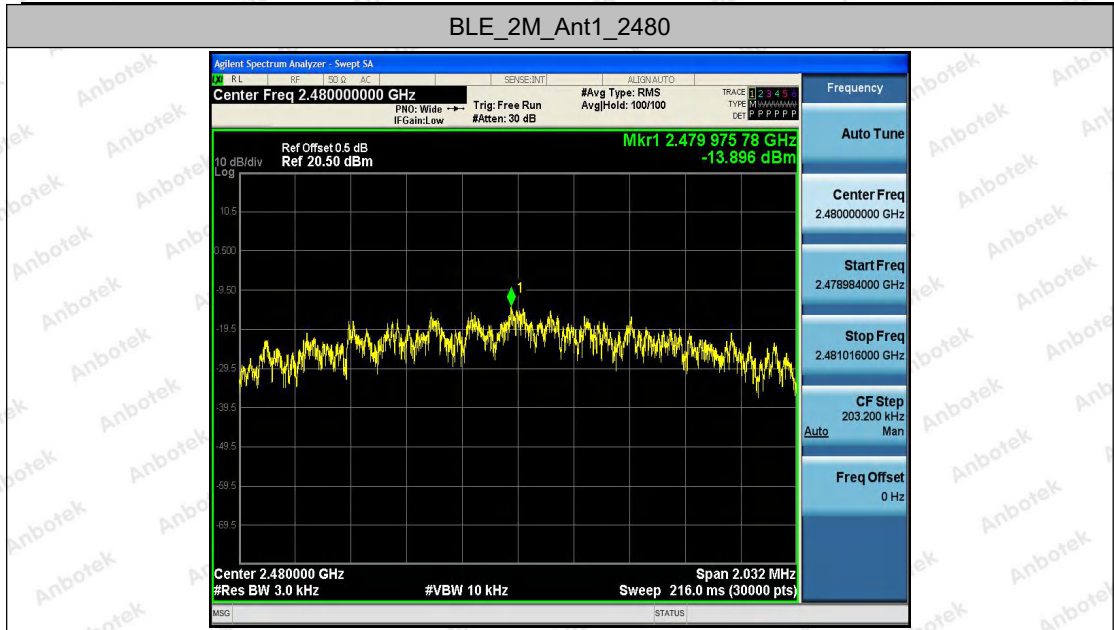 BLE_2M_Ant1_2480
Agilent Spectrum Analyzer - Swept SA
LXI RL RF 50 Ω AC SENSE:INT ALIGN AUTO
Center Freq 2.480000000 GHz
PNO: Wide
IFGain:Low
Trig: Free Run
#Atten: 30 dB
#Avg Type: RMS
Avg|Hold: 100/100
TRACE 1 2 3 4 5 6
TYPE M WWWWW
DET P P P P P P
Frequency
Mkr1 2.479 975 78 GHz
-13.896 dBm
Ref Offset 0.5 dB
10 dB/div Ref 20.50 dBm
Log
10.5
0.500
-9.50
-19.5
-29.5
-39.5
-49.5
-59.5
-69.5
1
Auto Tune
Center Freq
2.480000000 GHz
Start Freq
2.478984000 GHz
Stop Freq
2.481016000 GHz
CF Step
203.200 kHz
Auto Man
Freq Offset
0 Hz
Center 2.480000 GHz Span 2.032 MHz
#Res BW 3.0 kHz #VBW 10 kHz Sweep 216.0 ms (30000 pts)
MSG STATUS
Anbotek